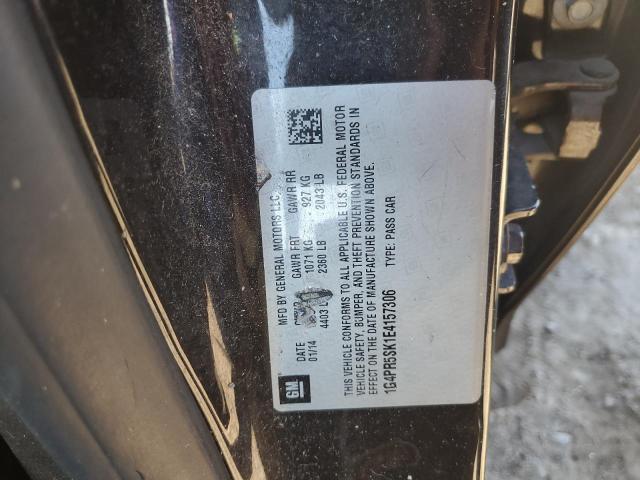 GM
MFD BY GENERAL MOTORS LLC
DATE GAWR FRT GAWR RR
01/14 1071 KG 927 KG
4403 2360 LB 2043 LB
THIS VEHICLE CONFORMS TO ALL APPLICABLE U.S. FEDERAL MOTOR
VEHICLE SAFETY, BUMPER, AND THEFT PREVENTION STANDARDS IN
EFFECT ON THE DATE OF MANUFACTURE SHOWN ABOVE.
1G4PR5SK1E4157306 TYPE: PASS CAR